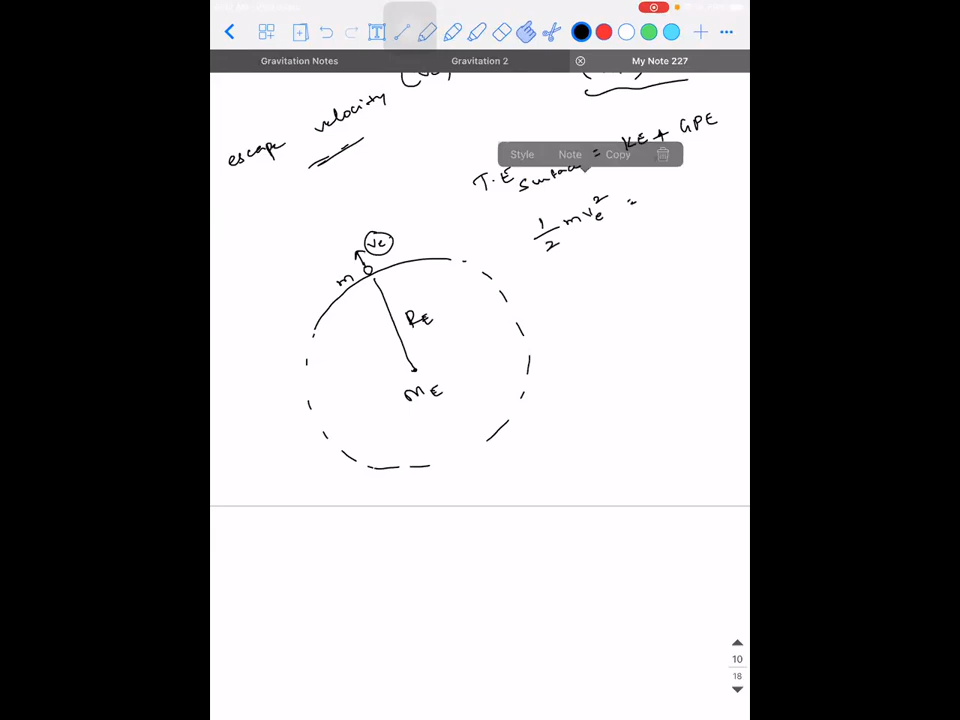 Gravitation Notes
Gravitation 2
My Note 227
escape velocity
T.E surface = KE + GPE
Style
Note
Copy
1/2 mve² =
ve
m
RE
ME
10
18